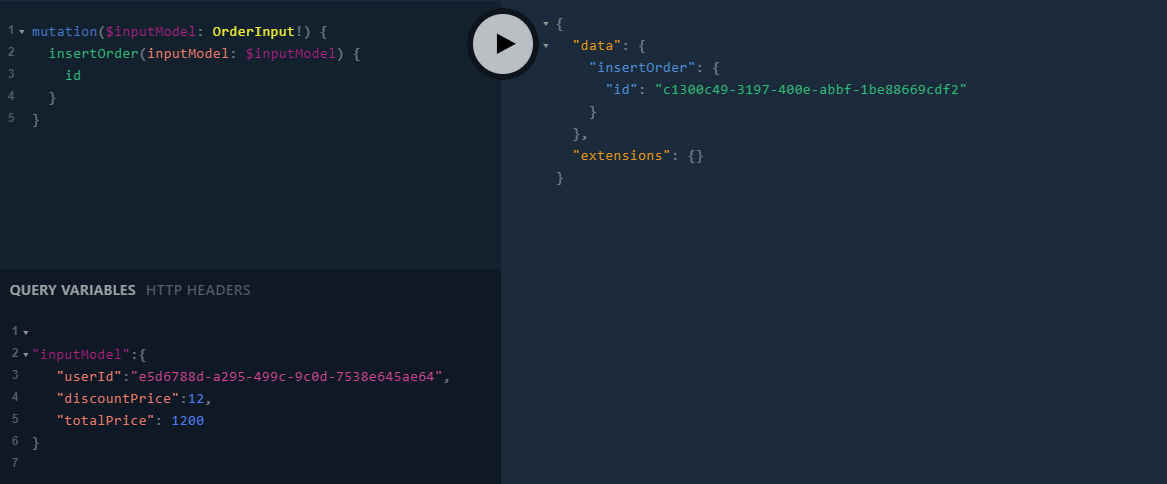 1 mutation($inputModel: OrderInput!) {
2   insertOrder(inputModel: $inputModel) {
3     id
4   }
5 }
QUERY VARIABLES HTTP HEADERS
1
2 "inputModel":{
3   "userId":"e5d6788d-a295-499c-9c0d-7538e645ae64",
4   "discountPrice":12,
5   "totalPrice": 1200
6 }
7
{
  "data": {
    "insertOrder": {
      "id": "c1300c49-3197-400e-abbf-1be88669cdf2"
    }
  },
  "extensions": {}
}